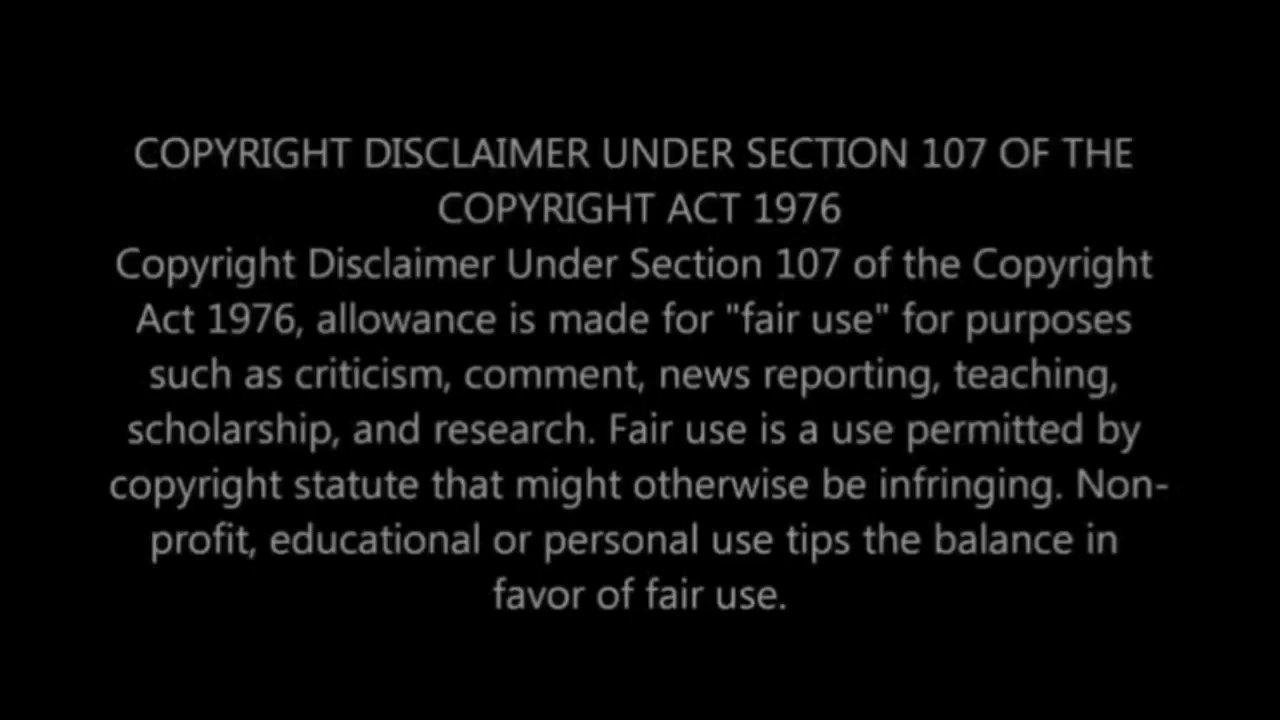 COPYRIGHT DISCLAIMER UNDER SECTION 107 OF THE
COPYRIGHT ACT 1976
Copyright Disclaimer Under Section 107 of the Copyright
Act 1976, allowance is made for "fair use" for purposes
such as criticism, comment, news reporting, teaching,
scholarship, and research. Fair use is a use permitted by
copyright statute that might otherwise be infringing. Non-
profit, educational or personal use tips the balance in
favor of fair use.